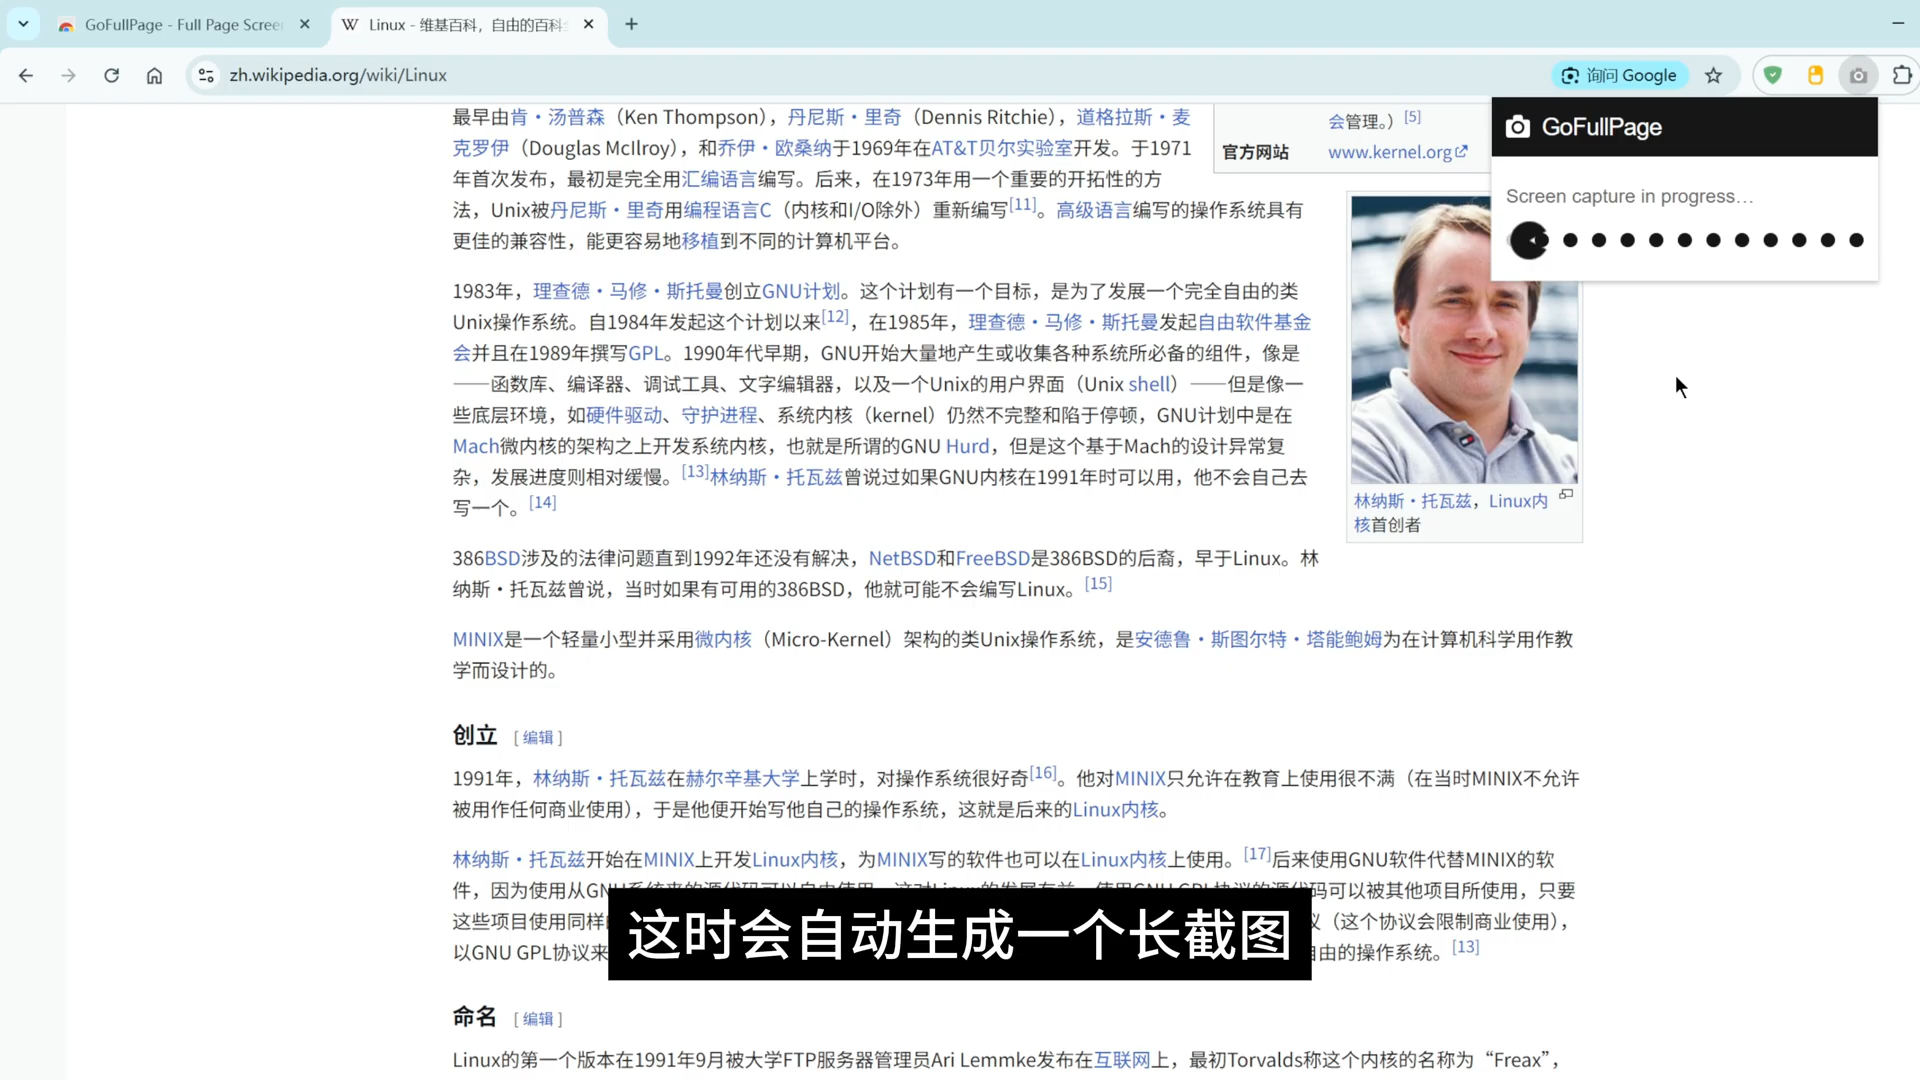 GoFullPage - Full Page Scree
Linux - 维基百科，自由的百科
zh.wikipedia.org/wiki/Linux
询问 Google
GoFullPage
Screen capture in progress…
会管理。） [5]
官方网站 www.kernel.org
最早由肯·汤普森（Ken Thompson），丹尼斯·里奇（Dennis Ritchie），道格拉斯·麦
克罗伊（Douglas McIlroy），和乔伊·欧桑纳于1969年在AT&T贝尔实验室开发。于1971
年首次发布，最初是完全用汇编语言编写。后来，在1973年用一个重要的开拓性的方
法，Unix被丹尼斯·里奇用编程语言C（内核和I/O除外）重新编写[11]。高级语言编写的操作系统具有
更佳的兼容性，能更容易地移植到不同的计算机平台。
1983年，理查德·马修·斯托曼创立GNU计划。这个计划有一个目标，是为了发展一个完全自由的类
Unix操作系统。自1984年发起这个计划以来[12]，在1985年，理查德·马修·斯托曼发起自由软件基金
会并且在1989年撰写GPL。1990年代早期，GNU开始大量地产生或收集各种系统所必备的组件，像是
——函数库、编译器、调试工具、文字编辑器，以及一个Unix的用户界面（Unix shell）——但是像一
些底层环境，如硬件驱动、守护进程、系统内核（kernel）仍然不完整和陷于停顿，GNU计划中是在
Mach微内核的架构之上开发系统内核，也就是所谓的GNU Hurd，但是这个基于Mach的设计异常复
杂，发展进度则相对缓慢。[13]林纳斯·托瓦兹曾说过如果GNU内核在1991年时可以用，他不会自己去
写一个。[14]
林纳斯·托瓦兹，Linux内
核首创者
386BSD涉及的法律问题直到1992年还没有解决，NetBSD和FreeBSD是386BSD的后裔，早于Linux。林
纳斯·托瓦兹曾说，当时如果有可用的386BSD，他就可能不会编写Linux。[15]
MINIX是一个轻量小型并采用微内核（Micro-Kernel）架构的类Unix操作系统，是安德鲁·斯图尔特·塔能鲍姆为在计算机科学用作教
学而设计的。
创立 [ 编辑 ]
1991年，林纳斯·托瓦兹在赫尔辛基大学上学时，对操作系统很好奇[16]。他对MINIX只允许在教育上使用很不满（在当时MINIX不允许
被用作任何商业使用），于是他便开始写他自己的操作系统，这就是后来的Linux内核。
林纳斯·托瓦兹开始在MINIX上开发Linux内核，为MINIX写的软件也可以在Linux内核上使用。[17]后来使用GNU软件代替MINIX的软
件，因为使用从GNU系统来的源代码可以自由使用，这对Linux的发展有益。使用GNU GPL协议的源代码可以被其他项目所使用，只要
这些项目使用同样 议（这个协议会限制商业使用），
以GNU GPL协议来 自由的操作系统。[13]
这时会自动生成一个长截图
命名 [ 编辑 ]
Linux的第一个版本在1991年9月被大学FTP服务器管理员Ari Lemmke发布在互联网上，最初Torvalds称这个内核的名称为“Freax”，